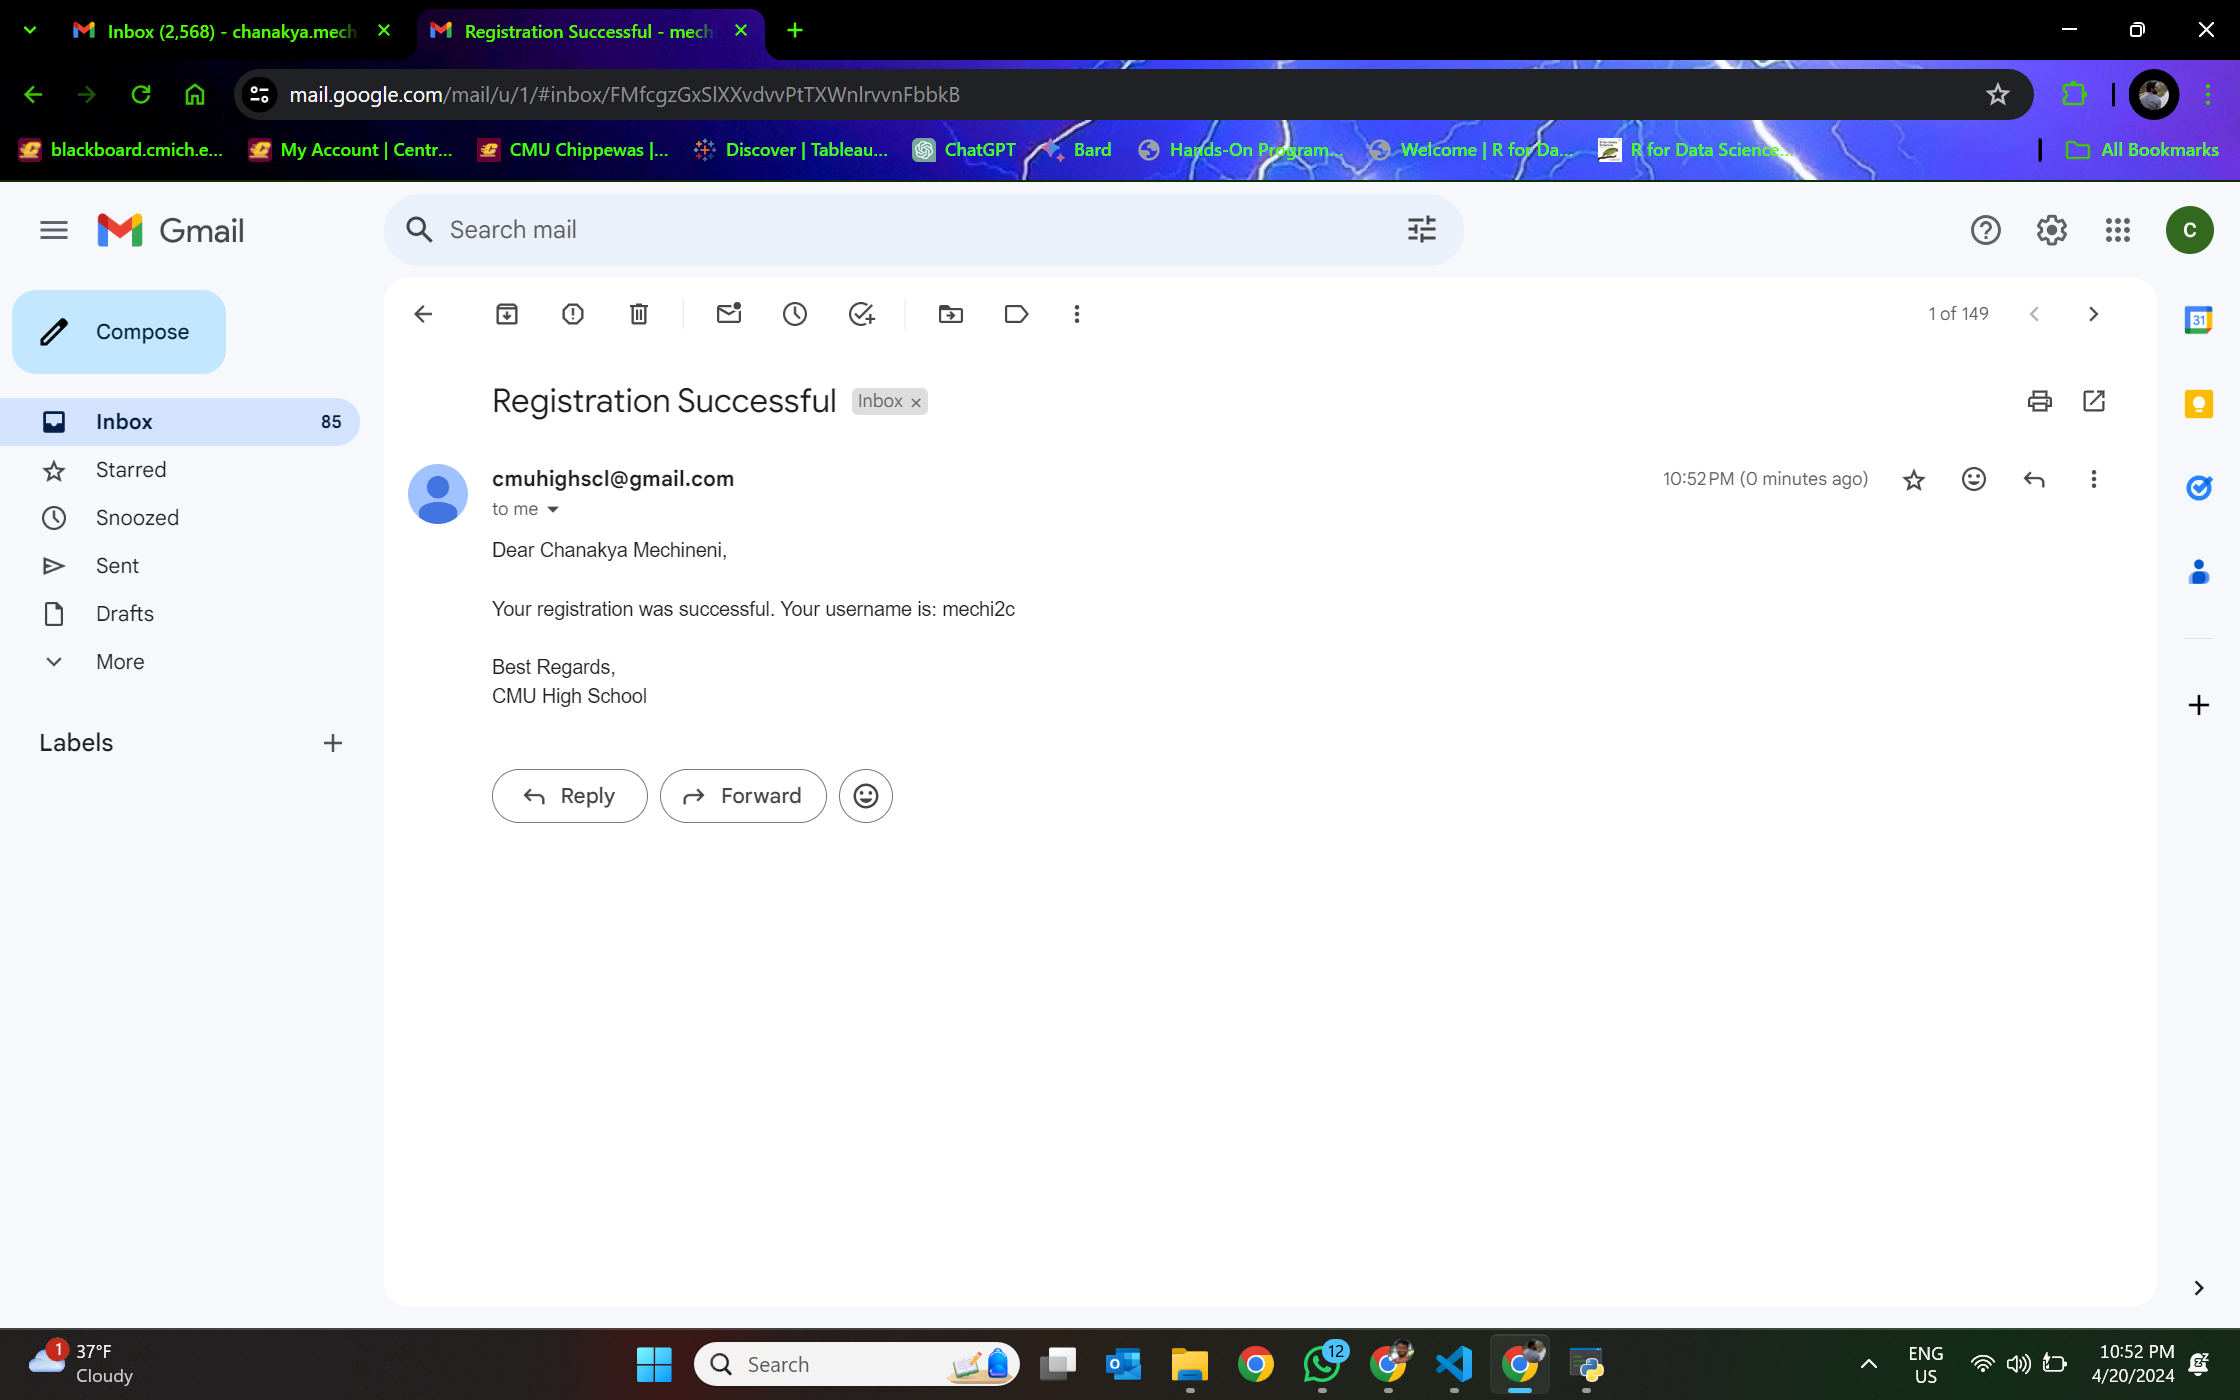 Inbox (2,568) - chanakya.mech
Registration Successful - mech
mail.google.com/mail/u/1/#inbox/FMfcgzGxSlXXvdvvPtTXWnlrvvnFbbkB
blackboard.cmich.e...
My Account | Centr...
CMU Chippewas |...
Discover | Tableau...
ChatGPT
Bard
Hands-On Program...
Welcome | R for Da...
R for Data Science...
All Bookmarks
Gmail
Search mail
C
Compose
1 of 149
31
Registration Successful
Inbox
Inbox
85
Starred
Snoozed
Sent
Drafts
More
Labels
cmuhighscl@gmail.com
10:52 PM (0 minutes ago)
to me
Dear Chanakya Mechineni,
Your registration was successful. Your username is: mechi2c
Best Regards,
CMU High School
Reply
Forward
1
37°F
Cloudy
Search
12
ENG
US
10:52 PM
4/20/2024